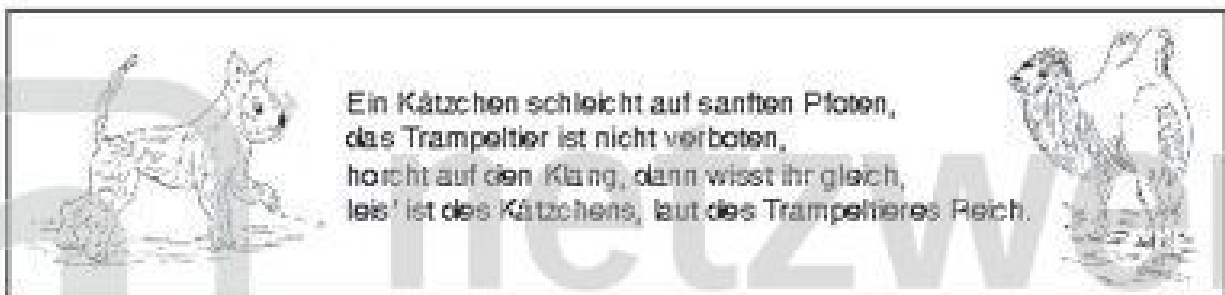 Ein Kätzchen schleicht auf sanften Pfoten,
das Trampeltier ist nicht verboten,
horcht auf den Klang, dann wisst ihr gleich,
leis' ist des Kätzchens, laut des Trampeltieres Reich.
netzw